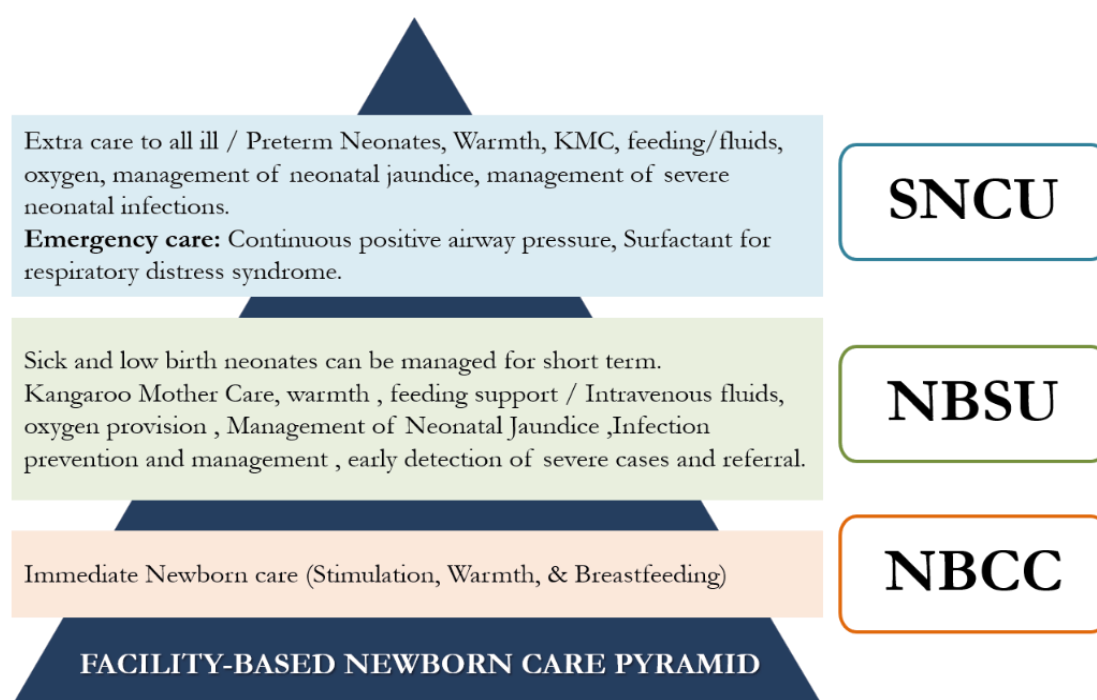 Extra care to all ill / Preterm Neonates, Warmth, KMC, feeding/fluids,
oxygen, management of neonatal jaundice, management of severe
neonatal infections.
Emergency care: Continuous positive airway pressure, Surfactant for
respiratory distress syndrome.
SNCU
Sick and low birth neonates can be managed for short term.
Kangaroo Mother Care, warmth , feeding support / Intravenous fluids,
oxygen provision , Management of Neonatal Jaundice ,Infection
prevention and management , early detection of severe cases and referral.
NBSU
Immediate Newborn care (Stimulation, Warmth, & Breastfeeding)
NBCC
FACILITY-BASED NEWBORN CARE PYRAMID